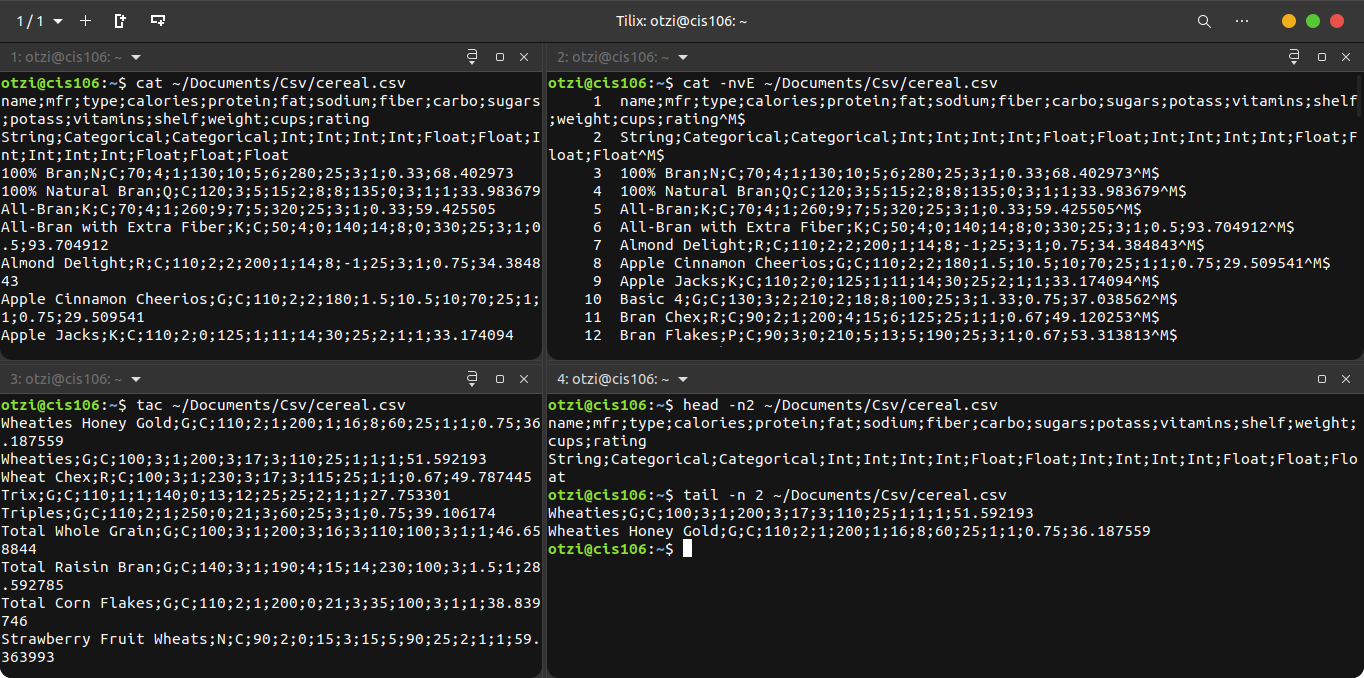 1 / 1
Tilix: otzi@cis106: ~
1: otzi@cis106: ~
otzi@cis106:~$ cat ~/Documents/Csv/cereal.csv
name;mfr;type;calories;protein;fat;sodium;fiber;carbo;sugars
;potass;vitamins;shelf;weight;cups;rating
String;Categorical;Categorical;Int;Int;Int;Int;Float;Float;I
nt;Int;Int;Int;Float;Float;Float
100% Bran;N;C;70;4;1;130;10;5;6;280;25;3;1;0.33;68.402973
100% Natural Bran;Q;C;120;3;5;15;2;8;8;135;0;3;1;1;33.983679
All-Bran;K;C;70;4;1;260;9;7;5;320;25;3;1;0.33;59.425505
All-Bran with Extra Fiber;K;C;50;4;0;140;14;8;0;330;25;3;1;0
.5;93.704912
Almond Delight;R;C;110;2;2;200;1;14;8;-1;25;3;1;0.75;34.3848
43
Apple Cinnamon Cheerios;G;C;110;2;2;180;1.5;10.5;10;70;25;1;
1;0.75;29.509541
Apple Jacks;K;C;110;2;0;125;1;11;14;30;25;2;1;1;33.174094
2: otzi@cis106: ~
otzi@cis106:~$ cat -nvE ~/Documents/Csv/cereal.csv
1 name;mfr;type;calories;protein;fat;sodium;fiber;carbo;sugars;potass;vitamins;shelf
;weight;cups;rating^M$
2 String;Categorical;Categorical;Int;Int;Int;Int;Float;Float;Int;Int;Int;Int;Float;F
loat;Float^M$
3 100% Bran;N;C;70;4;1;130;10;5;6;280;25;3;1;0.33;68.402973^M$
4 100% Natural Bran;Q;C;120;3;5;15;2;8;8;135;0;3;1;1;33.983679^M$
5 All-Bran;K;C;70;4;1;260;9;7;5;320;25;3;1;0.33;59.425505^M$
6 All-Bran with Extra Fiber;K;C;50;4;0;140;14;8;0;330;25;3;1;0.5;93.704912^M$
7 Almond Delight;R;C;110;2;2;200;1;14;8;-1;25;3;1;0.75;34.384843^M$
8 Apple Cinnamon Cheerios;G;C;110;2;2;180;1.5;10.5;10;70;25;1;1;0.75;29.509541^M$
9 Apple Jacks;K;C;110;2;0;125;1;11;14;30;25;2;1;1;33.174094^M$
10 Basic 4;G;C;130;3;2;210;2;18;8;100;25;3;1.33;0.75;37.038562^M$
11 Bran Chex;R;C;90;2;1;200;4;15;6;125;25;1;1;0.67;49.120253^M$
12 Bran Flakes;P;C;90;3;0;210;5;13;5;190;25;3;1;0.67;53.313813^M$
3: otzi@cis106: ~
otzi@cis106:~$ tac ~/Documents/Csv/cereal.csv
Wheaties Honey Gold;G;C;110;2;1;200;1;16;8;60;25;1;1;0.75;36
.187559
Wheaties;G;C;100;3;1;200;3;17;3;110;25;1;1;1;51.592193
Wheat Chex;R;C;100;3;1;230;3;17;3;115;25;1;1;0.67;49.787445
Trix;G;C;110;1;1;140;0;13;12;25;25;2;1;1;27.753301
Triples;G;C;110;2;1;250;0;21;3;60;25;3;1;0.75;39.106174
Total Whole Grain;G;C;100;3;1;200;3;16;3;110;100;3;1;1;46.65
8844
Total Raisin Bran;G;C;140;3;1;190;4;15;14;230;100;3;1.5;1;28
.592785
Total Corn Flakes;G;C;110;2;1;200;0;21;3;35;100;3;1;1;38.839
746
Strawberry Fruit Wheats;N;C;90;2;0;15;3;15;5;90;25;2;1;1;59.
363993
4: otzi@cis106: ~
otzi@cis106:~$ head -n2 ~/Documents/Csv/cereal.csv
name;mfr;type;calories;protein;fat;sodium;fiber;carbo;sugars;potass;vitamins;shelf;weight;
cups;rating
String;Categorical;Categorical;Int;Int;Int;Int;Float;Float;Int;Int;Int;Int;Float;Float;Flo
at
otzi@cis106:~$ tail -n 2 ~/Documents/Csv/cereal.csv
Wheaties;G;C;100;3;1;200;3;17;3;110;25;1;1;1;51.592193
Wheaties Honey Gold;G;C;110;2;1;200;1;16;8;60;25;1;1;0.75;36.187559
otzi@cis106:~$